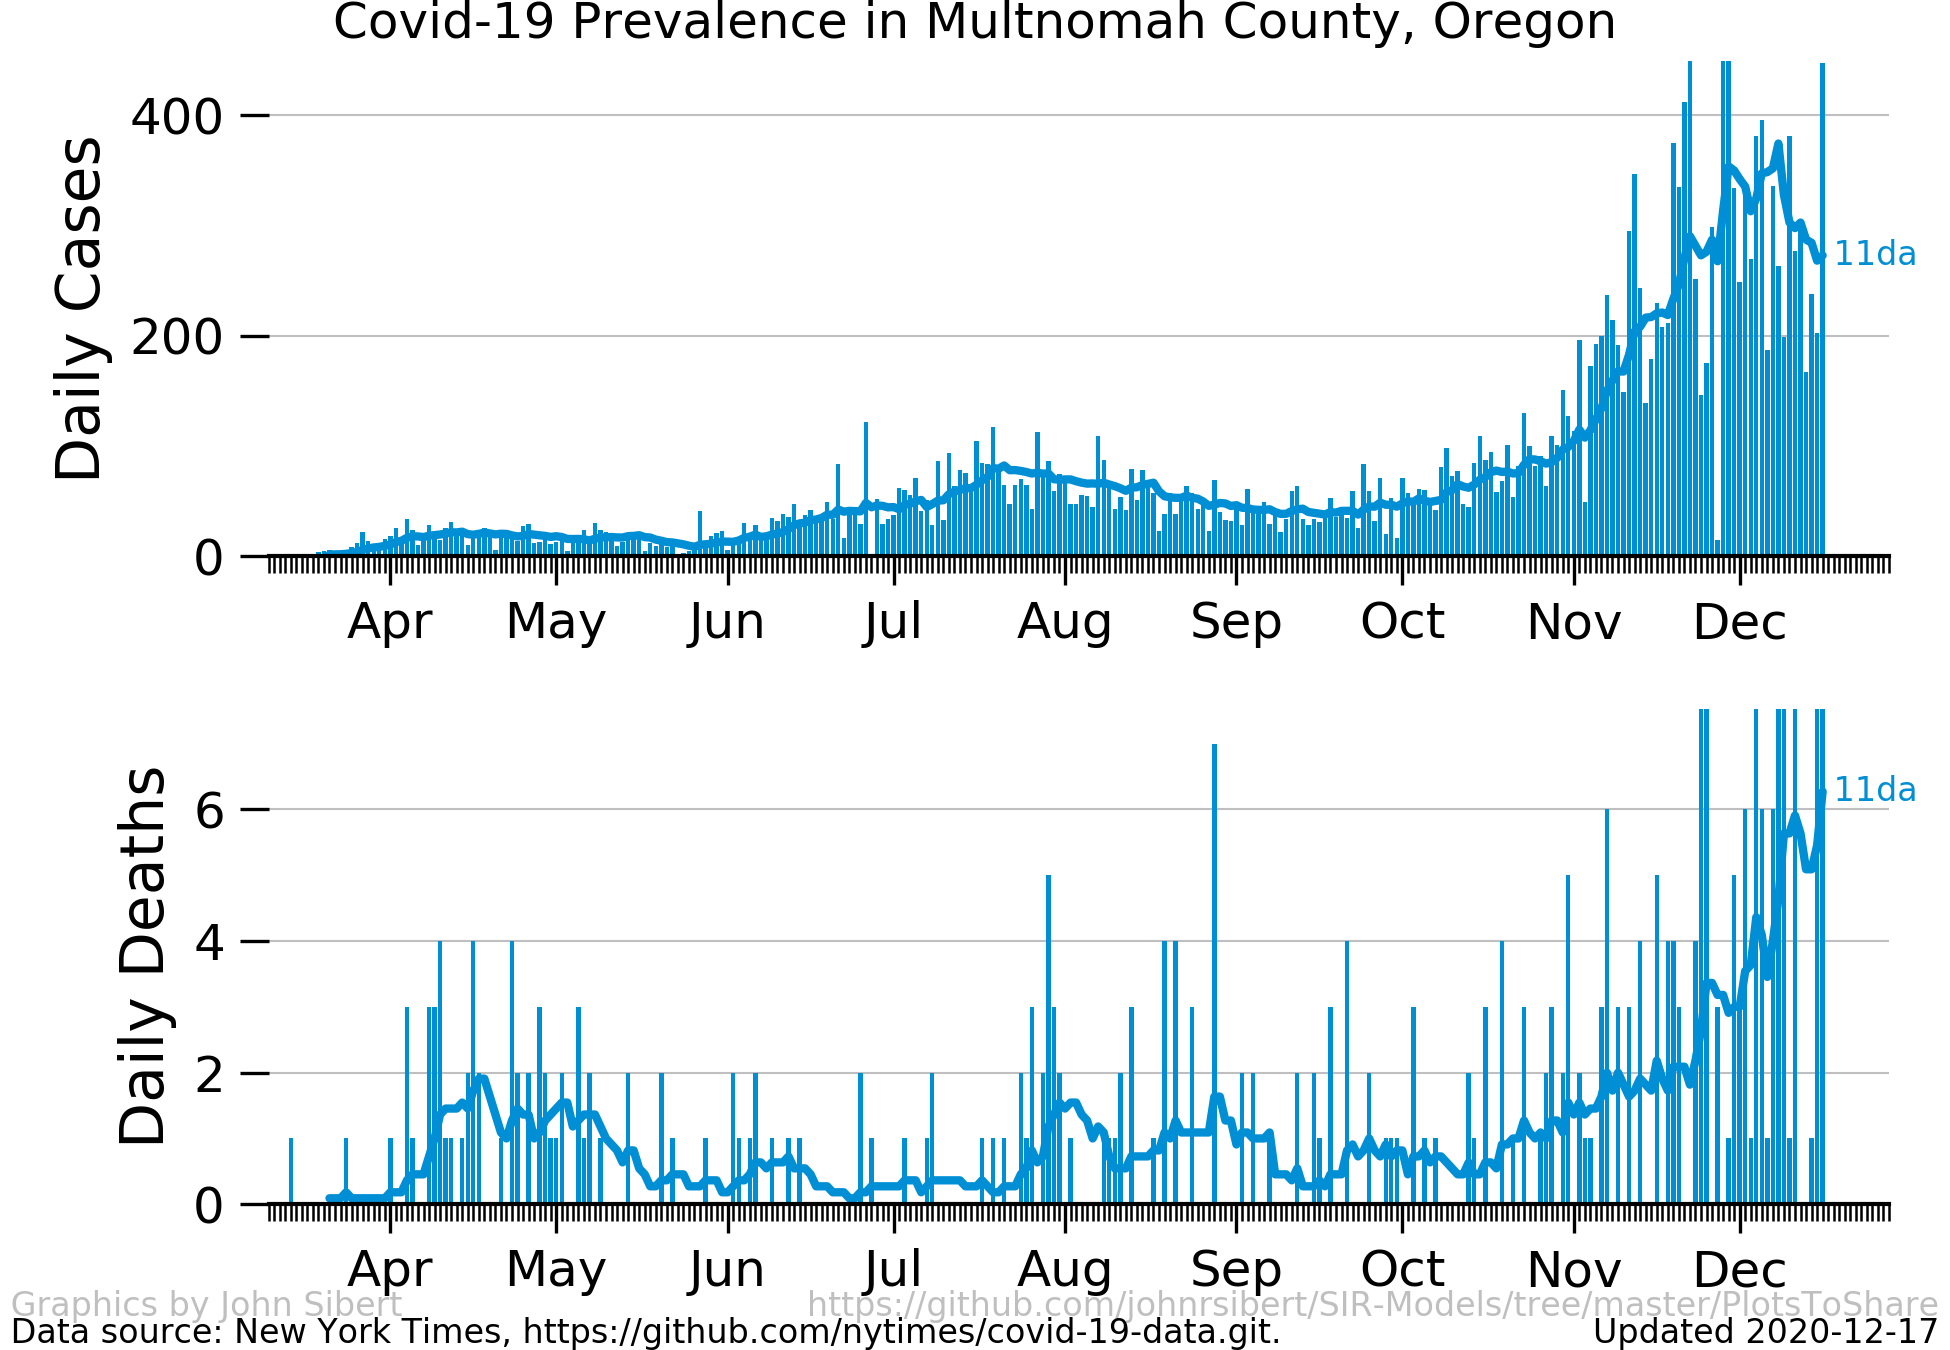 Covid-19 Prevalence in Multnomah County, Oregon
Daily Cases
400
200
0
11da
Apr May Jun Jul Aug Sep Oct Nov Dec
Daily Deaths
6
4
2
0
11da
Apr May Jun Jul Aug Sep Oct Nov Dec
Graphics by John Sibert https://github.com/johnrsibert/SIR-Models/tree/master/PlotsToShare
Data source: New York Times, https://github.com/nytimes/covid-19-data.git. Updated 2020-12-17